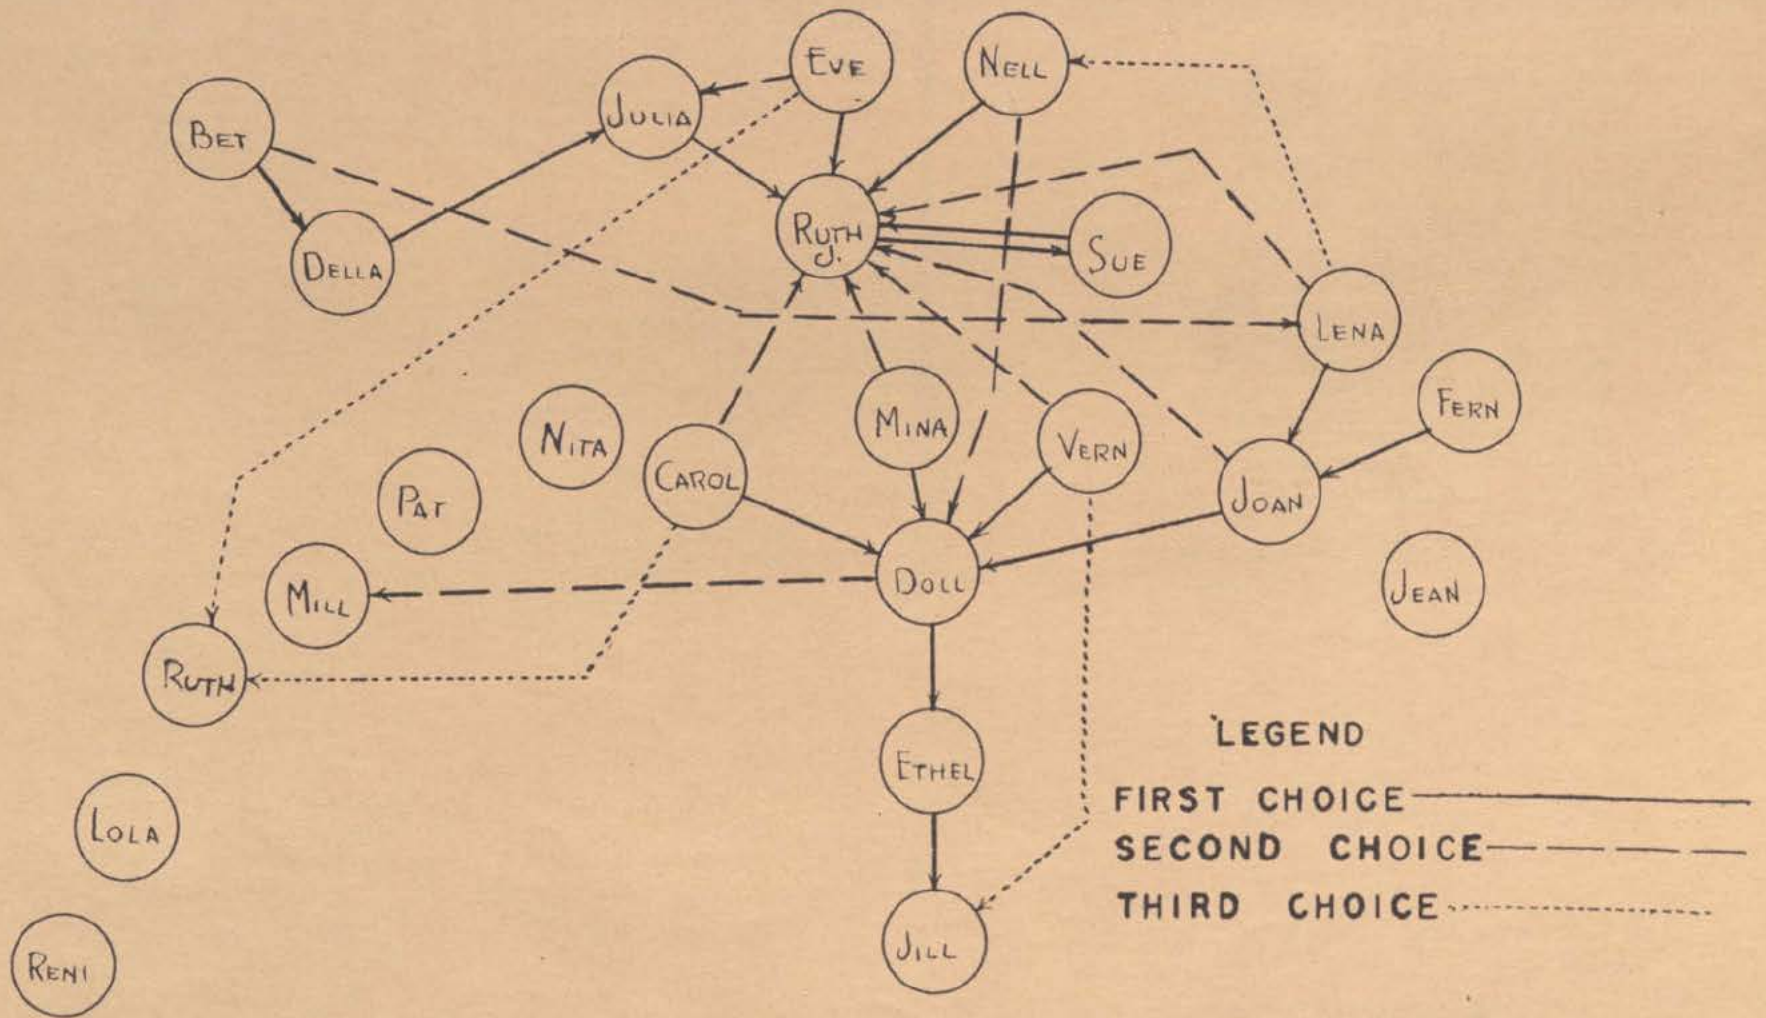 EVE
NELL
JULIA
BET
RUTH
J.
SUE
DELLA
LENA
FERN
MINA
NITA
VERN
CAROL
PAT
JOAN
DOLL
JEAN
MILL
RUTH
LEGEND
ETHEL
FIRST CHOICE
LOLA
SECOND CHOICE
THIRD CHOICE
JILL
RENI